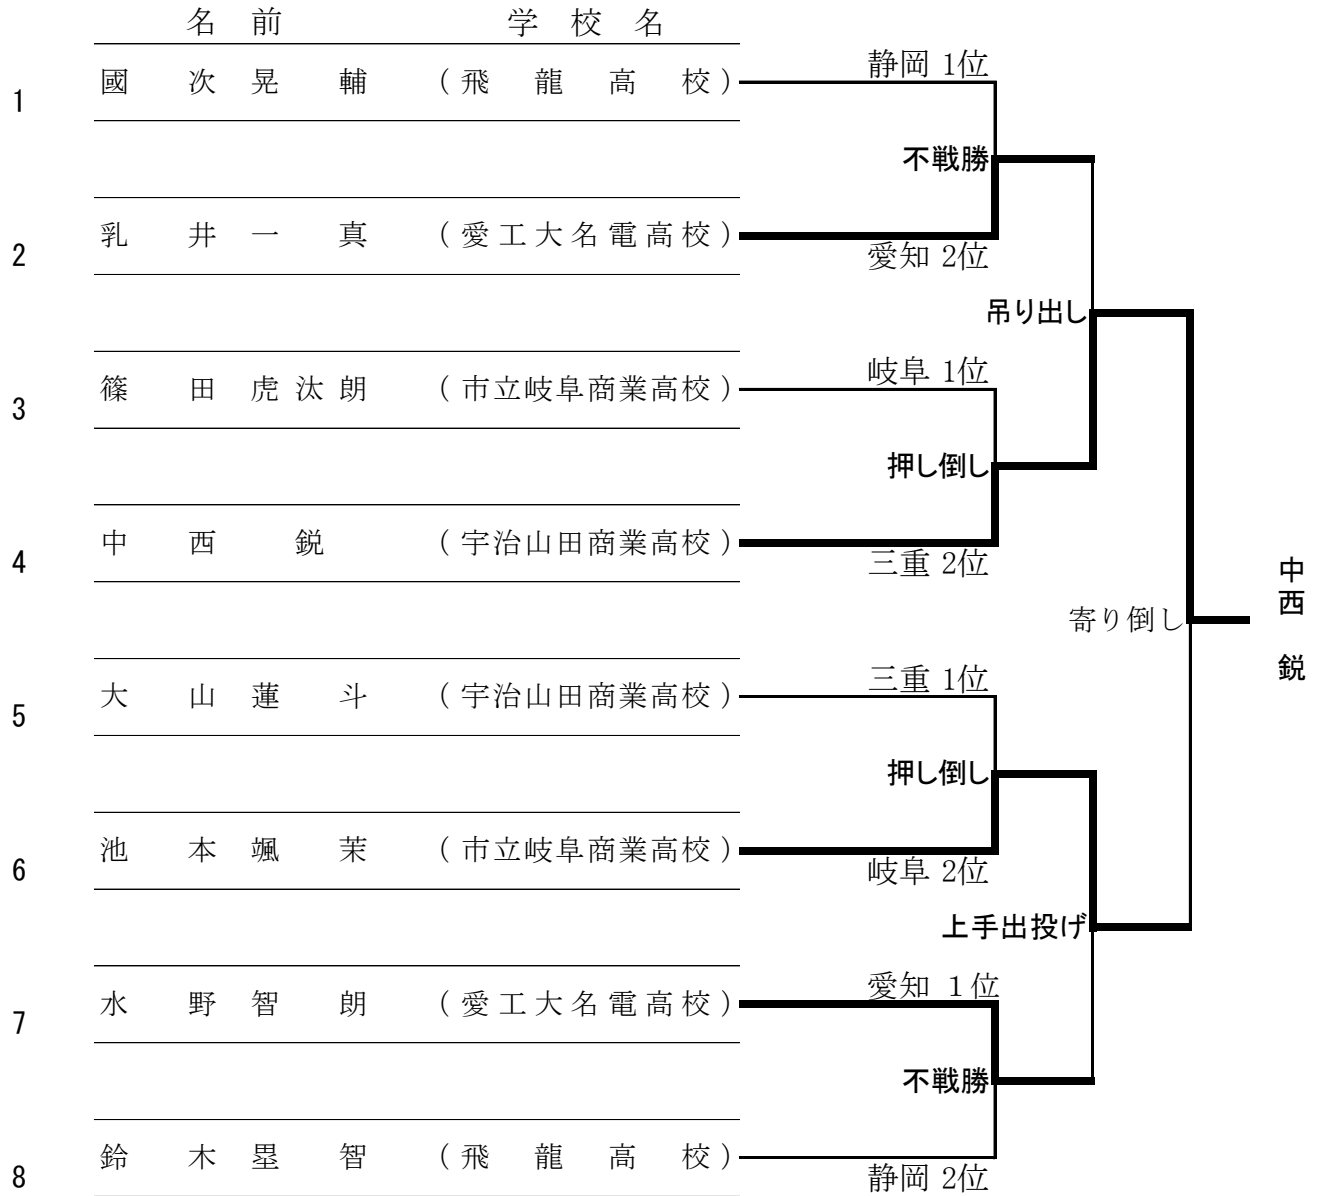 名前 学校名
静岡 1位
1 國次晃輔 (飛龍高校)
不戦勝
2 乳井一真 (愛工大名電高校)
愛知 2位
吊り出し
岐阜 1位
3 篠田虎汰朗 (市立岐阜商業高校)
押し倒し
4 中西鋭 (宇治山田商業高校)
三重 2位
中西 鋭
寄り倒し
三重 1位
5 大山蓮斗 (宇治山田商業高校)
押し倒し
6 池本颯茉 (市立岐阜商業高校)
岐阜 2位
上手出投げ
愛知 1位
7 水野智朗 (愛工大名電高校)
不戦勝
8 鈴木塁智 (飛龍高校)
静岡 2位